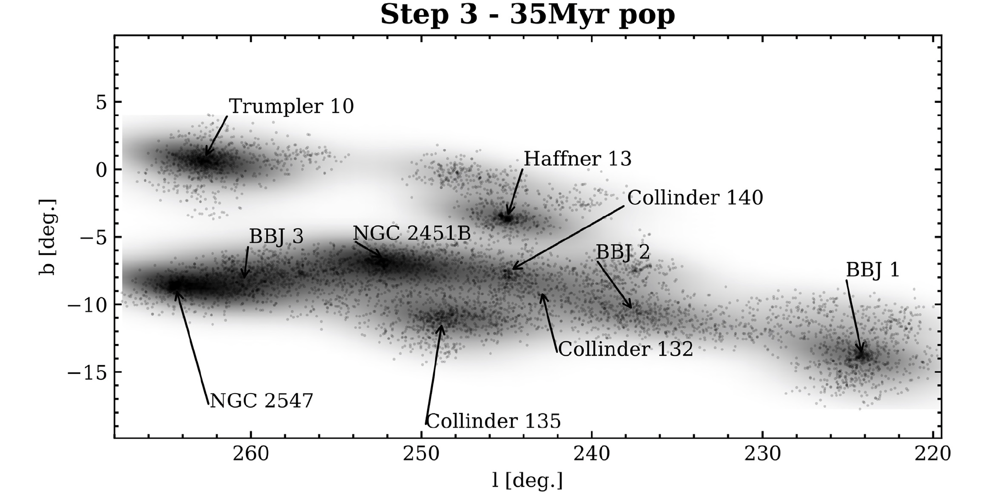 Step 3 - 35Myr pop
Trumpler 10
5
Haffner 13
0
Collinder 140
NGC 2451B
BBJ 3
−5
BBJ 2
BBJ 1
b [deg.]
−10
Collinder 132
−15
NGC 2547
Collinder 135
260 250 240 230 220
l [deg.]